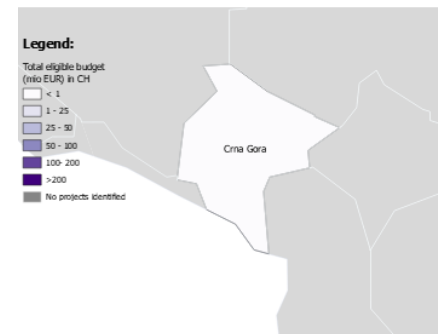 Legend:
Total eligible budget
(mio EUR) in CH
< 1
1 - 25
25 - 50
50 - 100
100- 200
>200
No projects identified
Crna Gora